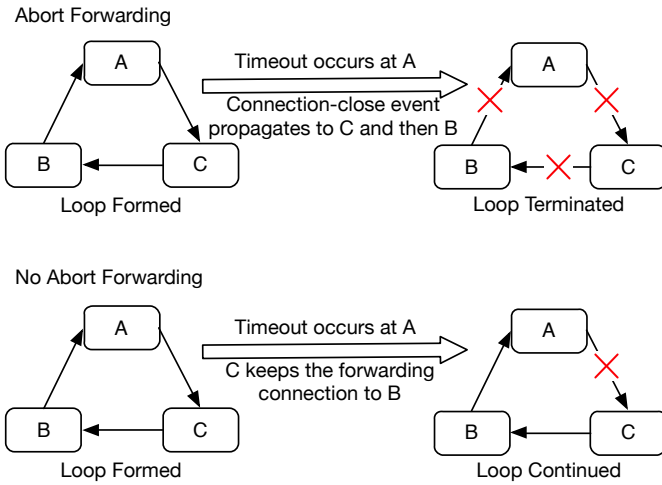 Abort Forwarding
A
B
C
Loop Formed
Timeout occurs at A
Connection-close event
propagates to C and then B
A
B
C
Loop Terminated
No Abort Forwarding
A
B
C
Loop Formed
Timeout occurs at A
C keeps the forwarding
connection to B
A
B
C
Loop Continued